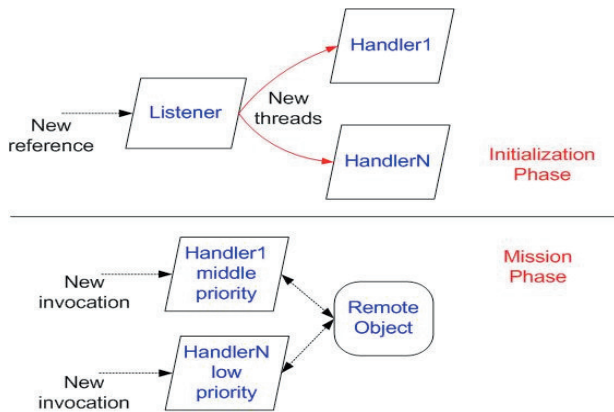 Handler1
Listener
New
threads
New
reference
HandlerN
Initialization
Phase
Handler1
middle
priority
Mission
Phase
New
invocation
Remote
Object
HandlerN
low
priority
New
invocation